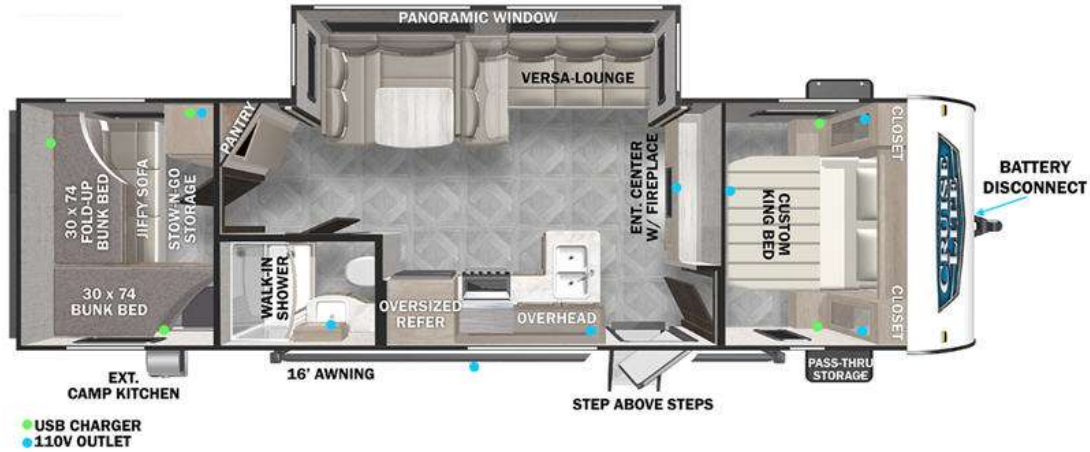 PANORAMIC WINDOW
VERSA-LOUNGE
PANTRY
30 x 74
FOLD-UP
BUNK BED
JIFFY SOFA
STOW-N-GO
STORAGE
ENT. CENTER
W/ FIREPLACE
CUSTOM
KING BED
CLOSET
CRUISE
LITE
BATTERY
DISCONNECT
30 x 74
BUNK BED
WALK-IN
SHOWER
OVERSIZED
REFER
OVERHEAD
CLOSET
PASS-THRU
STORAGE
EXT.
CAMP KITCHEN
16' AWNING
STEP ABOVE STEPS
USB CHARGER
110V OUTLET